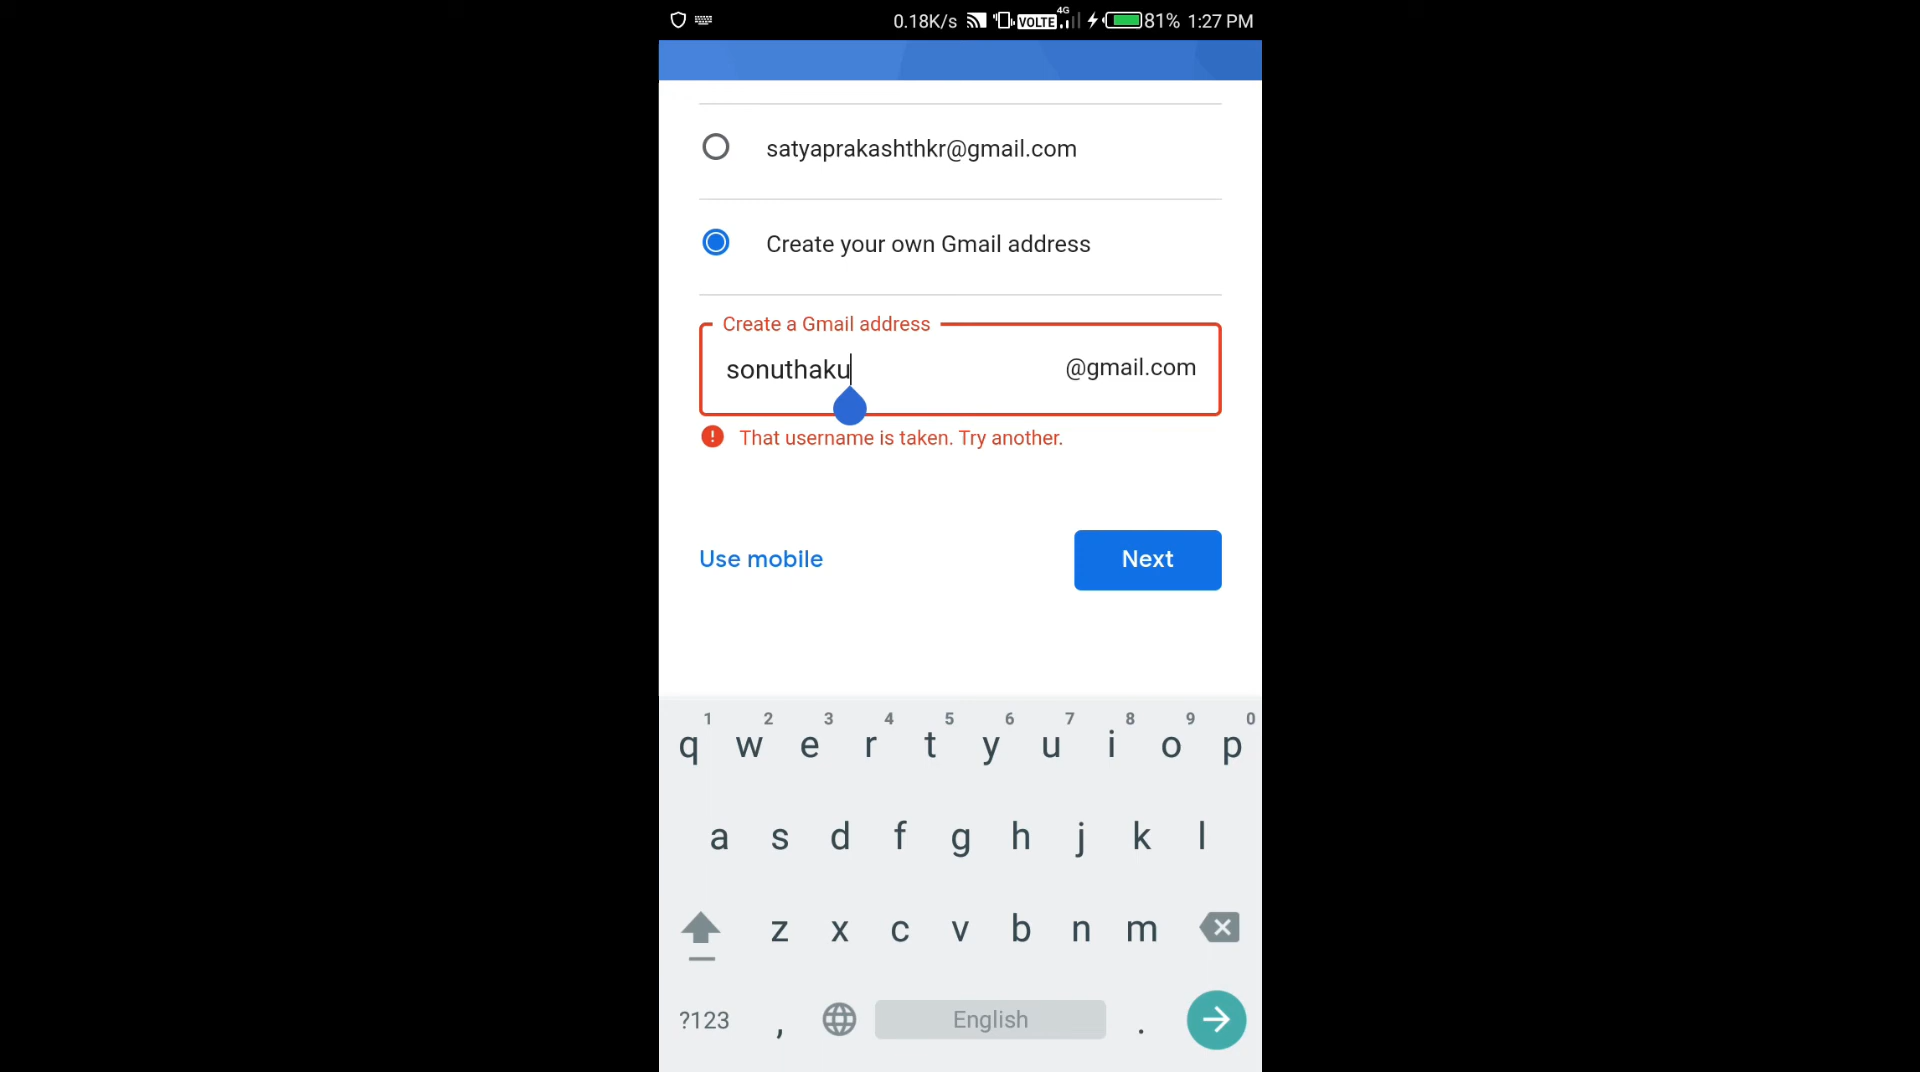 0.18K/s VOLTE 4G 81% 1:27 PM
satyaprakashthkr@gmail.com
Create your own Gmail address
Create a Gmail address
sonuthaku @gmail.com
! That username is taken. Try another.
Use mobile Next
1 2 3 4 5 6 7 8 9 0
q w e r t y u i o p
a s d f g h j k l
z x c v b n m
?123 , English .